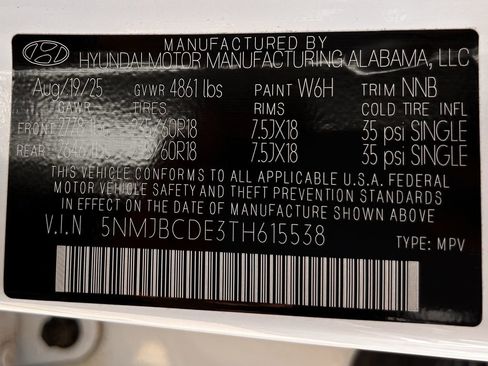 MANUFACTURED BY
HYUNDAI MOTOR MANUFACTURING ALABAMA, LLC
Aug/19/25 GVWR 4861 lbs PAINT W6H TRIM NNB
GAWR TIRES RIMS COLD TIRE INFL
FRONT 7.5JX18 35 psi SINGLE
REAR 7.5JX18 35 psi SINGLE
THIS VEHICLE CONFORMS TO ALL APPLICABLE U.S.A. FEDERAL
MOTOR VEHICLE SAFETY AND THEFT PREVENTION STANDARDS
IN EFFECT ON THE DATE OF MANUFACTURE SHOWN ABOVE
V.I.N 5NMJBCDE3TH615538 TYPE: MPV